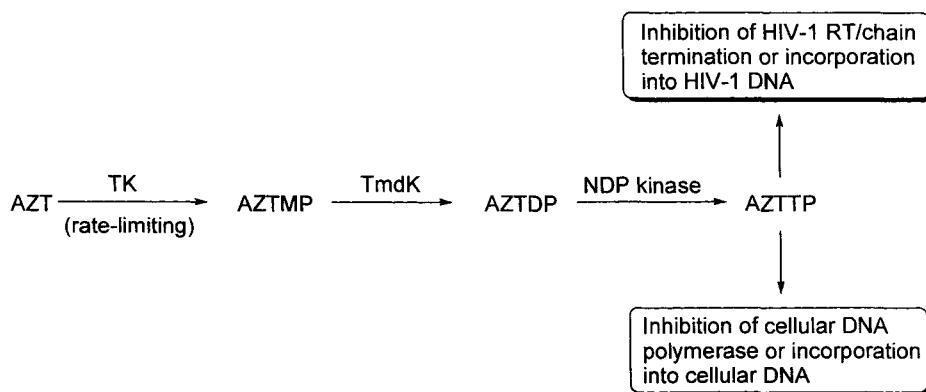 Inhibition of HIV-1 RT/chain
termination or incorporation
into HIV-1 DNA
AZT
TK
(rate-limiting)
AZTMP
TmdK
AZTDP
NDP kinase
AZTTP
Inhibition of cellular DNA
polymerase or incorporation
into cellular DNA